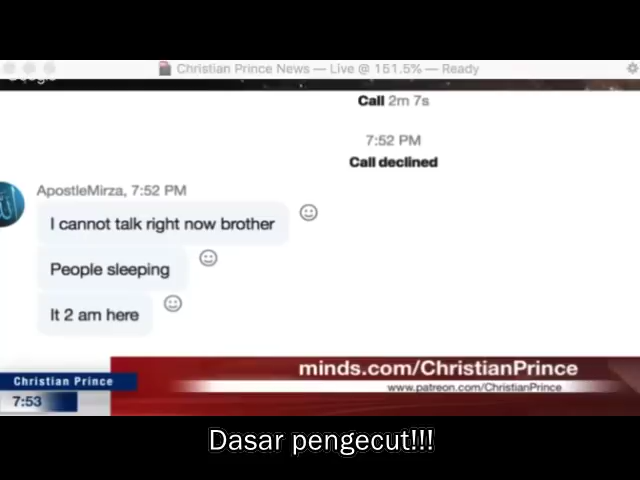 Christian Prince News — Live @ 151.5% — Ready
Call 2m 7s
7:52 PM
Call declined
ApostleMirza, 7:52 PM
I cannot talk right now brother
People sleeping
It 2 am here
minds.com/ChristianPrince
Christian Prince
www.patreon.com/ChristianPrince
7:53
Dasar pengecut!!!